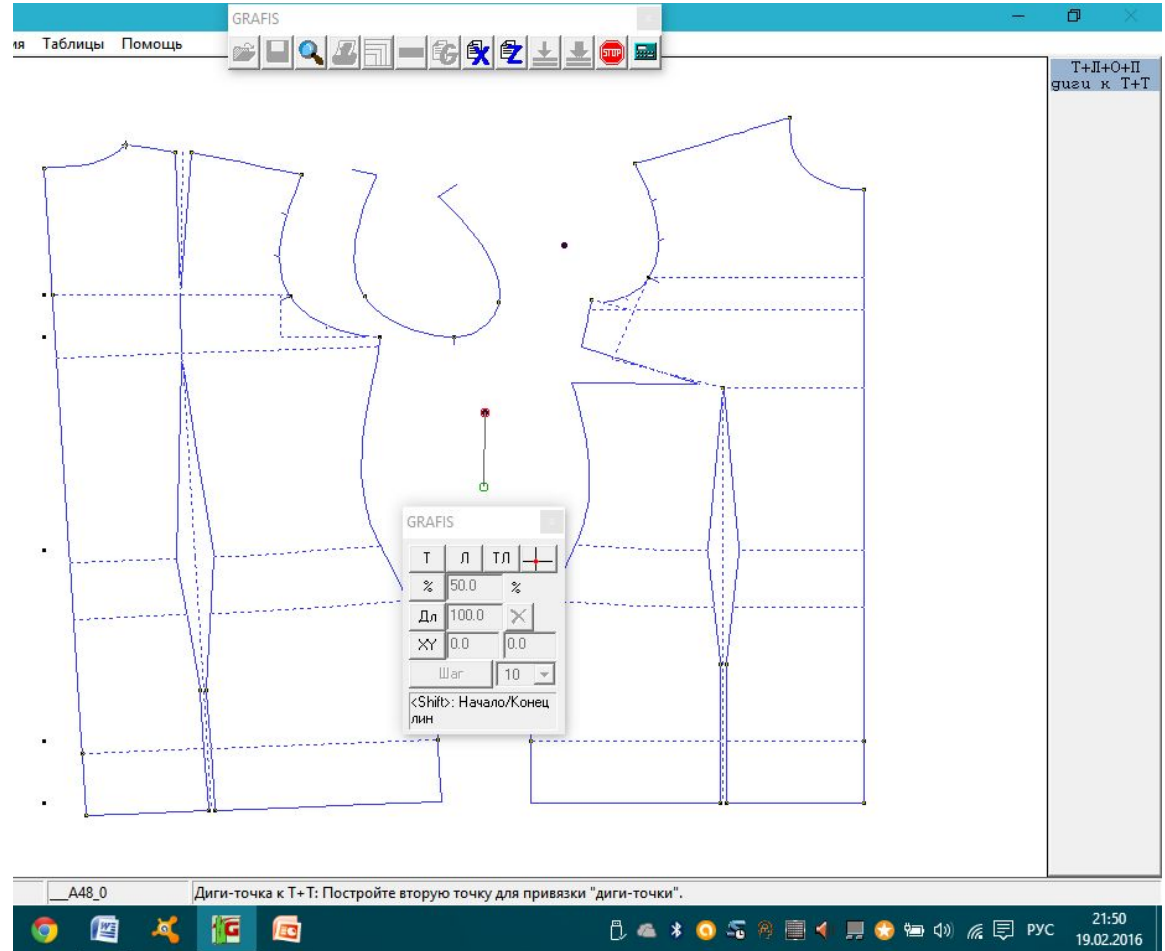 GRAFIS
ия Таблицы Помощь
STOP
Т+Л+О+П
диги к Т+Т
GRAFIS
Т Л ТЛ
% 50.0 %
Дл 100.0
XY 0.0 0.0
Шаг 10
<Shift>: Начало/Конец
лин
__A48_0 Диги-точка к Т+Т: Постройте вторую точку для привязки "диги-точки".
РУС 21:50
19.02.2016